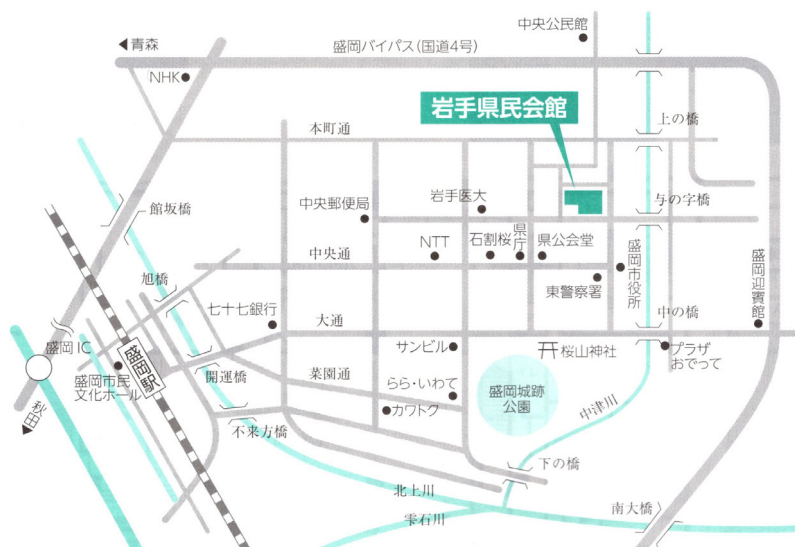 中央公民館
青森
盛岡バイパス(国道4号)
NHK
岩手県民会館
上の橋
本町通
館坂橋
中央郵便局
岩手医大
与の字橋
NTT
石割桜
県庁
県公会堂
中央通
盛岡市役所
盛岡迎賓館
旭橋
東警察署
七十七銀行
大通
中の橋
盛岡IC
盛岡駅
盛岡市民
文化ホール
サンビル
桜山神社
プラザ
おでって
開運橋
菜園通
らら・いわて
盛岡城跡
公園
カワトク
中津川
秋田
不来方橋
下の橋
北上川
雫石川
南大橋